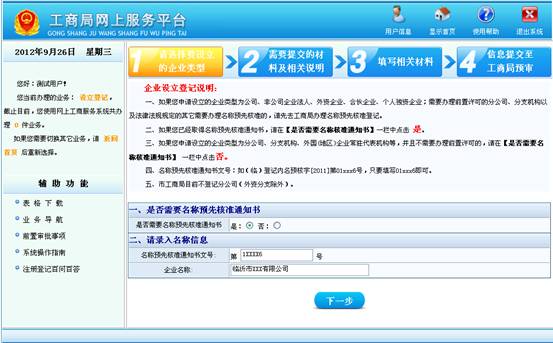 工商局网上服务平台
GONG SHANG JU WANG SHANG FU WU PING TAI
用户信息 显示首页 使用帮助 退出系统
2012年9月26日 星期三
1 请选择要设立的企业类型
2 需要提交的材料及相关说明
3 填写相关材料
4 信息提交至工商局预审
您好：测试用户！
您当前办理的业务：设立登记，
截止目前，您使用网上工商服务系统共办
理 0 件业务。
如果您需要切换其它业务，请 返回
首页 后重新选择。
辅 助 功 能
表 格 下 载
业 务 导 航
前置审批事项
系统操作指南
注册登记百问百答
企业设立登记说明：
一、如果您申请设立的企业类型为公司、非公司企业法人、外资企业、合伙企业、个人独资企业；需要办理前置许可的分公司、分支机构以
及法律法规规定的其它需要办理名称预先核准的，请先去工商局办理名称预先核准登记。
二、如果您已经取得名称预先核准通知书，请在【是否需要名称预先核准通知书】一栏中点击 是。
三、如果您申请设立的企业类型为分公司、分支机构、外国(地区)企业常驻代表机构等，并且不需要办理前置许可的，请在【是否需要名
称预先核准通知书】 一栏中点击否。
四、名称预先核准通知书文号：如（临）登记内名预核字[2011]第01xxx6号，只要填写01xxx6即可。
五、市工商局目前不登记分公司（外资分支除外）。
一、是否需要名称预先核准通知书
是否需要名称预先核准通知书 是： 否：
二、请录入名称信息
名称预先核准通知书文号： 第 1XXXX6 号
企业名称： 临沂市XXX有限公司
下一步